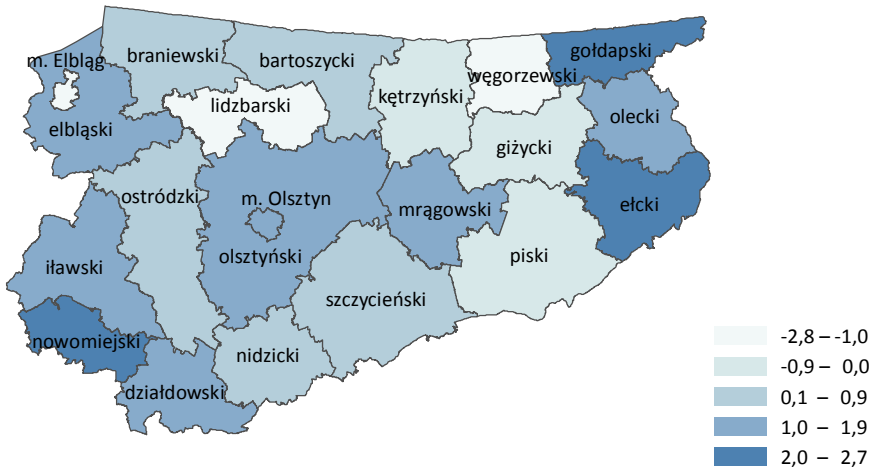 braniewski
bartoszycki
gołdapski
m. Elbląg
węgorzewski
kętrzyński
lidzbarski
olecki
elbląski
giżycki
ostródzki
m. Olsztyn
mrągowski
ełcki
olsztyński
piski
iławski
szczycieński
nowomiejski
nidzicki
działdowski
-2,8 – -1,0
-0,9 – 0,0
0,1 – 0,9
1,0 – 1,9
2,0 – 2,7